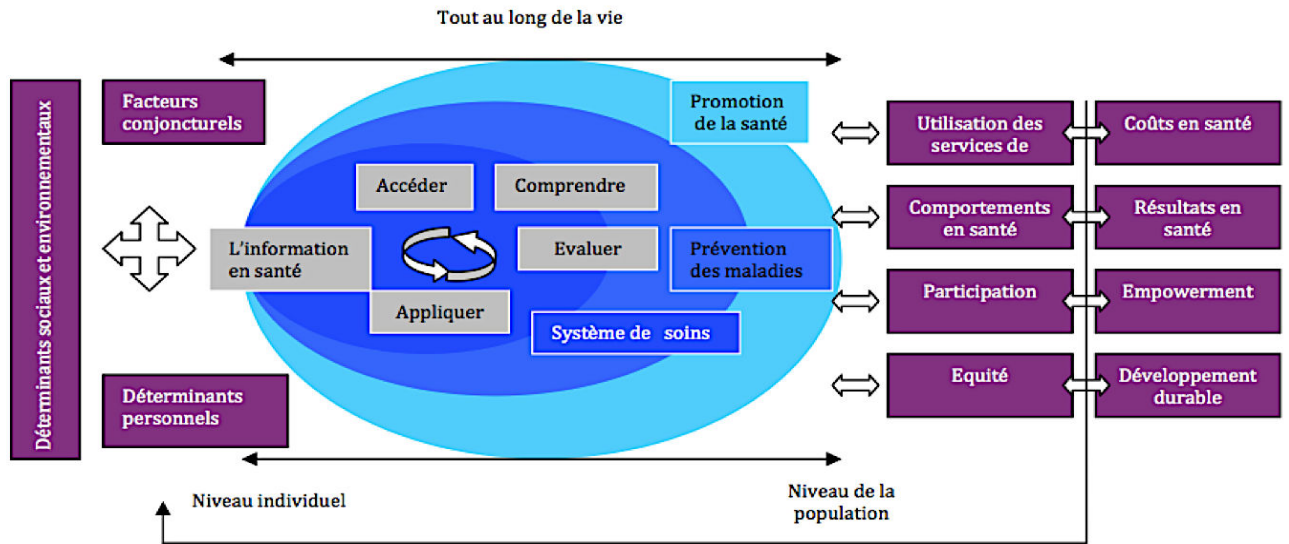 Tout au long de la vie
Déterminants sociaux et environnementaux
Facteurs
conjoncturels
Promotion
de la santé
Utilisation des
services de
Coûts en santé
Accéder
Comprendre
Comportements
en santé
Résultats en
santé
L'information
en santé
Evaluer
Prévention
des maladies
Participation
Empowerment
Appliquer
Système de soins
Déterminants
personnels
Equité
Développement
durable
Niveau individuel
Niveau de la
population